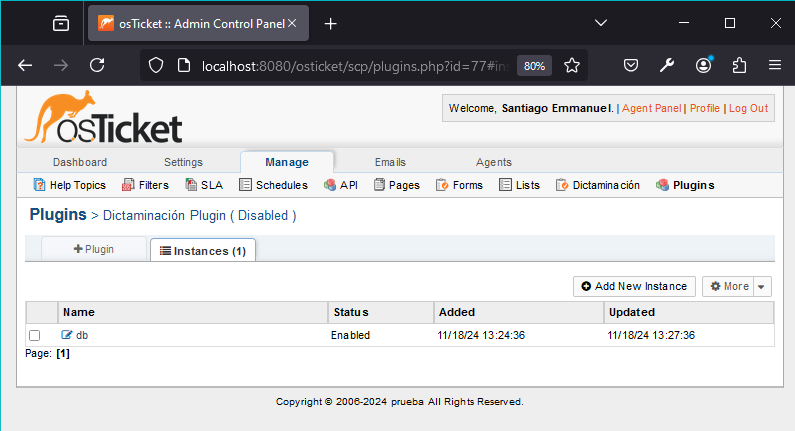 osTicket :: Admin Control Panel
localhost:8080/osticket/scp/plugins.php?id=77#in
80%
osTicket
Welcome, Santiago Emmanuel. | Agent Panel | Profile | Log Out
Dashboard Settings Manage Emails Agents
Help Topics Filters SLA Schedules API Pages Forms Lists Dictaminación Plugins
Plugins > Dictaminación Plugin ( Disabled )
Plugin Instances (1)
Add New Instance More
Name Status Added Updated
db Enabled 11/18/24 13:24:36 11/18/24 13:27:36
Page: [1]
Copyright © 2006-2024 prueba All Rights Reserved.